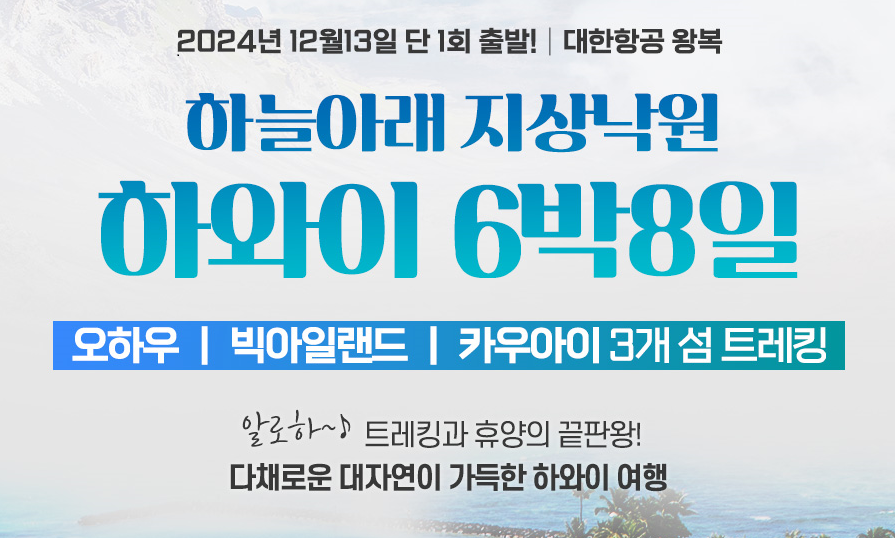 2024년 12월13일 단 1회 출발! | 대한항공 왕복
하늘아래 지상낙원
하와이 6박8일
오하우 | 빅아일랜드 | 카우아이 3개 섬 트레킹
알로하~♪ 트레킹과 휴양의 끝판왕!
다채로운 대자연이 가득한 하와이 여행